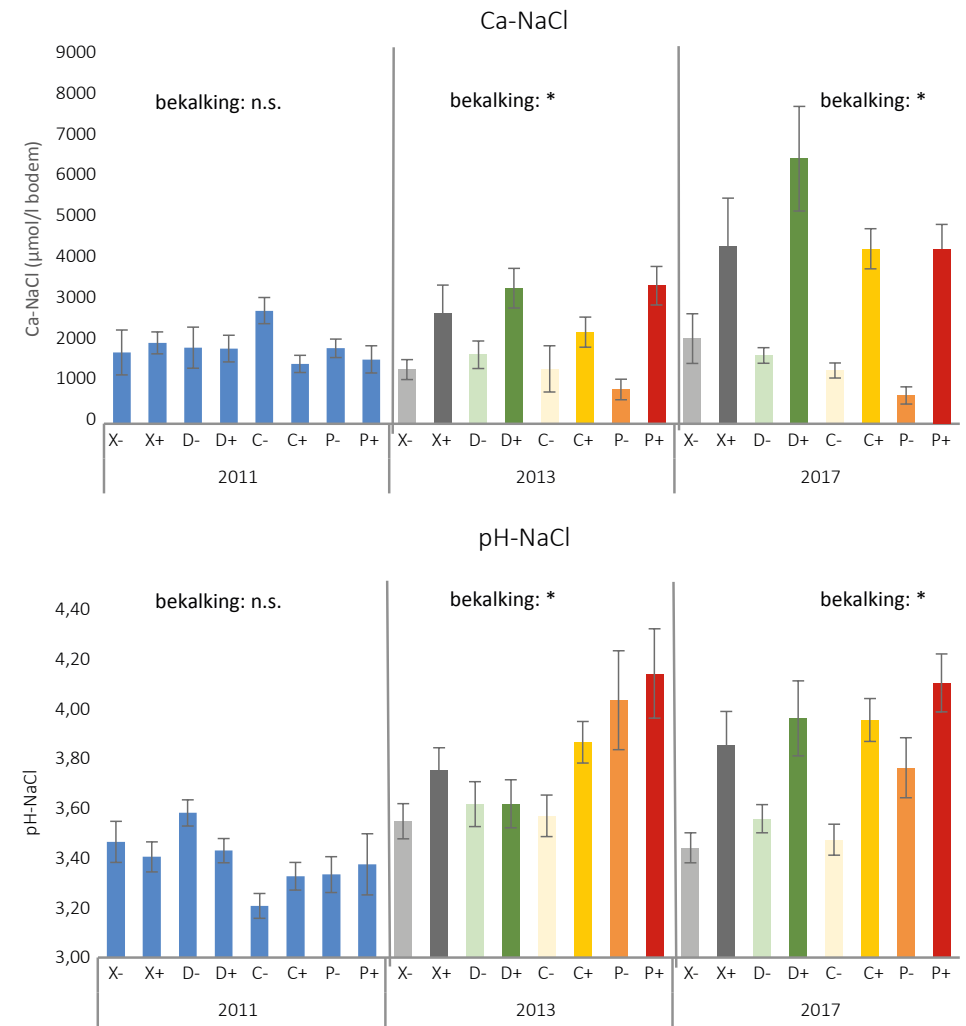 Ca-NaCl
Ca-NaCl (µmol/l bodem)
9000
8000
7000
6000
5000
4000
3000
2000
1000
0
bekalking: n.s.
bekalking: *
bekalking: *
X- X+ D- D+ C- C+ P- P+ X- X+ D- D+ C- C+ P- P+ X- X+ D- D+ C- C+ P- P+
2011 2013 2017
pH-NaCl
pH-NaCl
4,40
4,20
4,00
3,80
3,60
3,40
3,20
3,00
bekalking: n.s.
bekalking: *
bekalking: *
X- X+ D- D+ C- C+ P- P+ X- X+ D- D+ C- C+ P- P+ X- X+ D- D+ C- C+ P- P+
2011 2013 2017